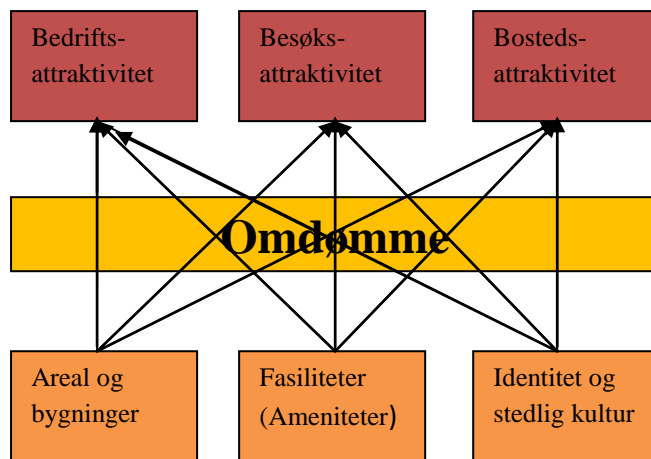 Bedrifts-
attraktivitet
Besøks-
attraktivitet
Bosteds-
attraktivitet
Omdømme
Areal og
bygninger
Fasiliteter
(Ameniteter)
Identitet og
stedlig kultur